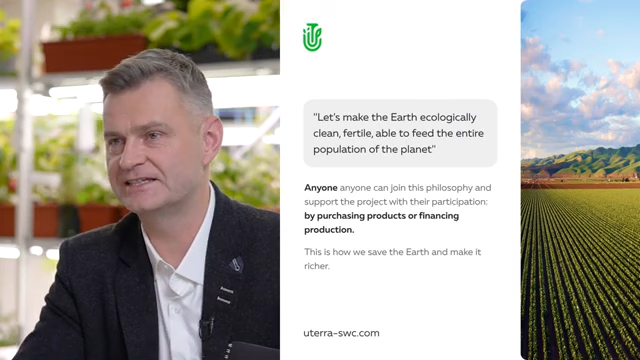 "Let's make the Earth ecologically
clean, fertile, able to feed the entire
population of the planet"
Anyone anyone can join this philosophy and
support the project with their participation:
by purchasing products or financing
production.
This is how we save the Earth and make it
richer.
uterra-swc.com